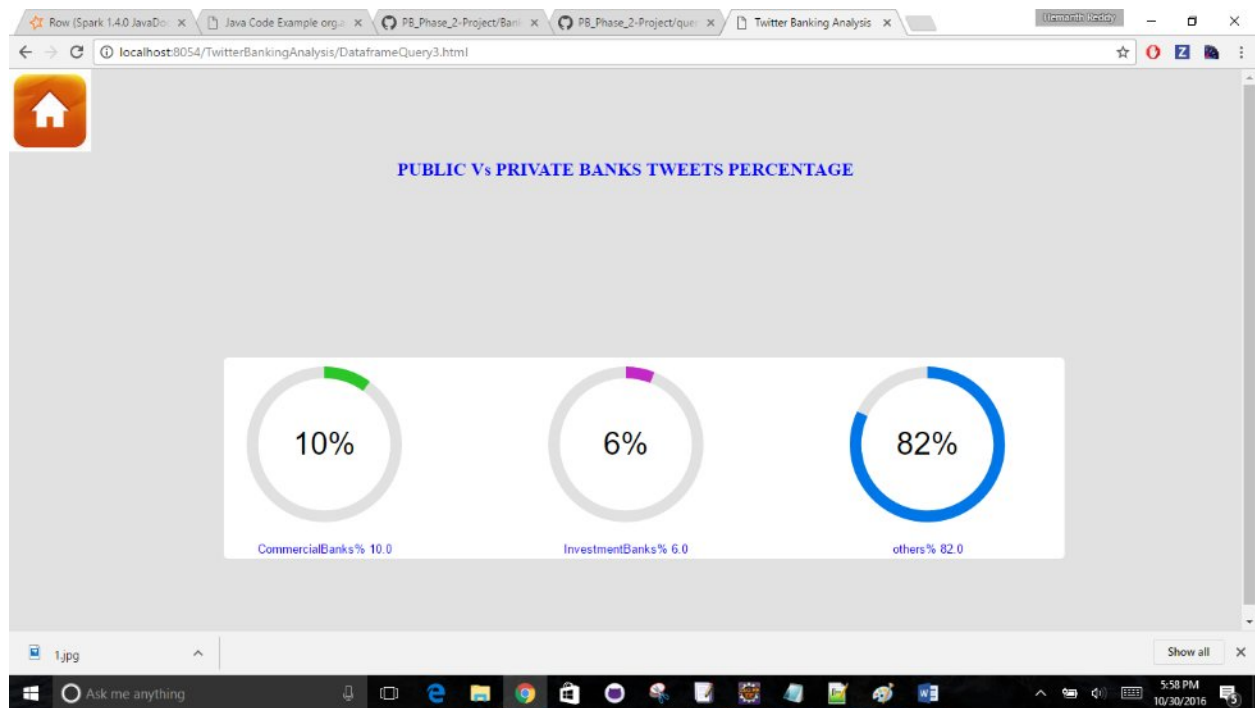 Row (Spark 1.4.0 JavaDo
Java Code Example org.a
PB_Phase_2-Project/Bank
PB_Phase_2-Project/quer
Twitter Banking Analysis
Hemanth Reddy
localhost:8054/TwitterBankingAnalysis/DataframeQuery3.html
PUBLIC Vs PRIVATE BANKS TWEETS PERCENTAGE
10%
6%
82%
CommercialBanks% 10.0
InvestmentBanks% 6.0
others% 82.0
1.jpg
Show all
Ask me anything
5:58 PM
10/30/2016